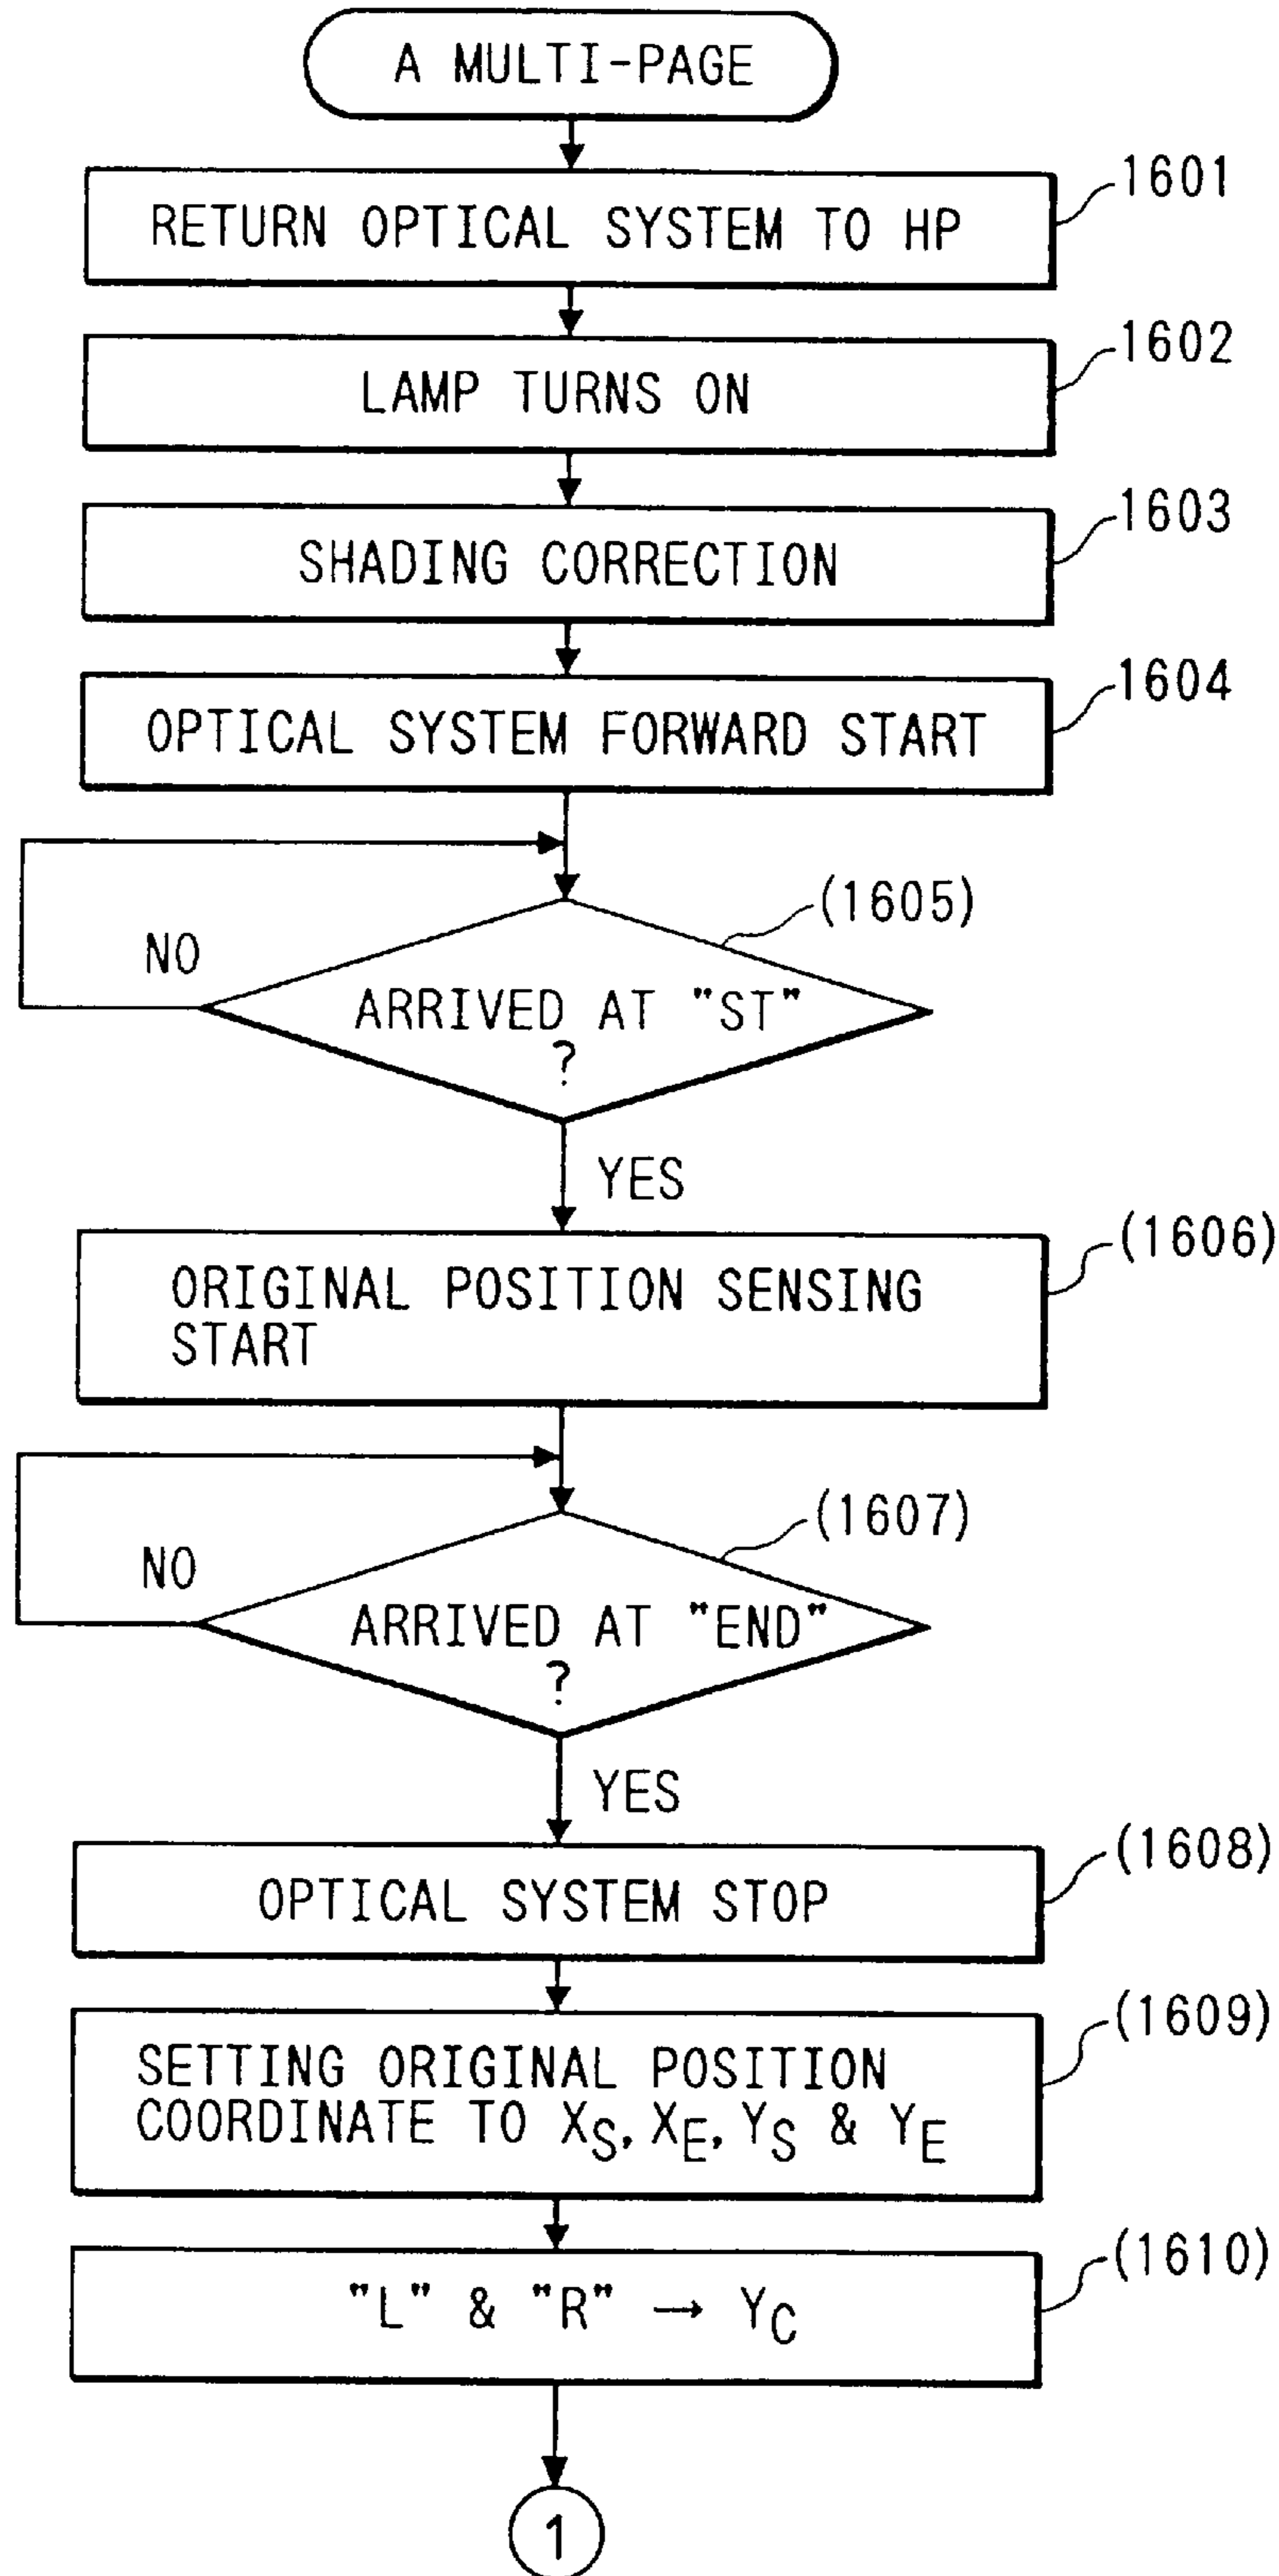 A MULTI-PAGE
1601
RETURN OPTICAL SYSTEM TO HP
1602
LAMP TURNS ON
1603
SHADING CORRECTION
1604
OPTICAL SYSTEM FORWARD START
(1605)
NO
ARRIVED AT "ST"
?
YES
(1606)
ORIGINAL POSITION SENSING
START
(1607)
NO
ARRIVED AT "END"
?
YES
(1608)
OPTICAL SYSTEM STOP
(1609)
SETTING ORIGINAL POSITION
COORDINATE TO XS, XE, YS & YE
(1610)
"L" & "R" → YC
1